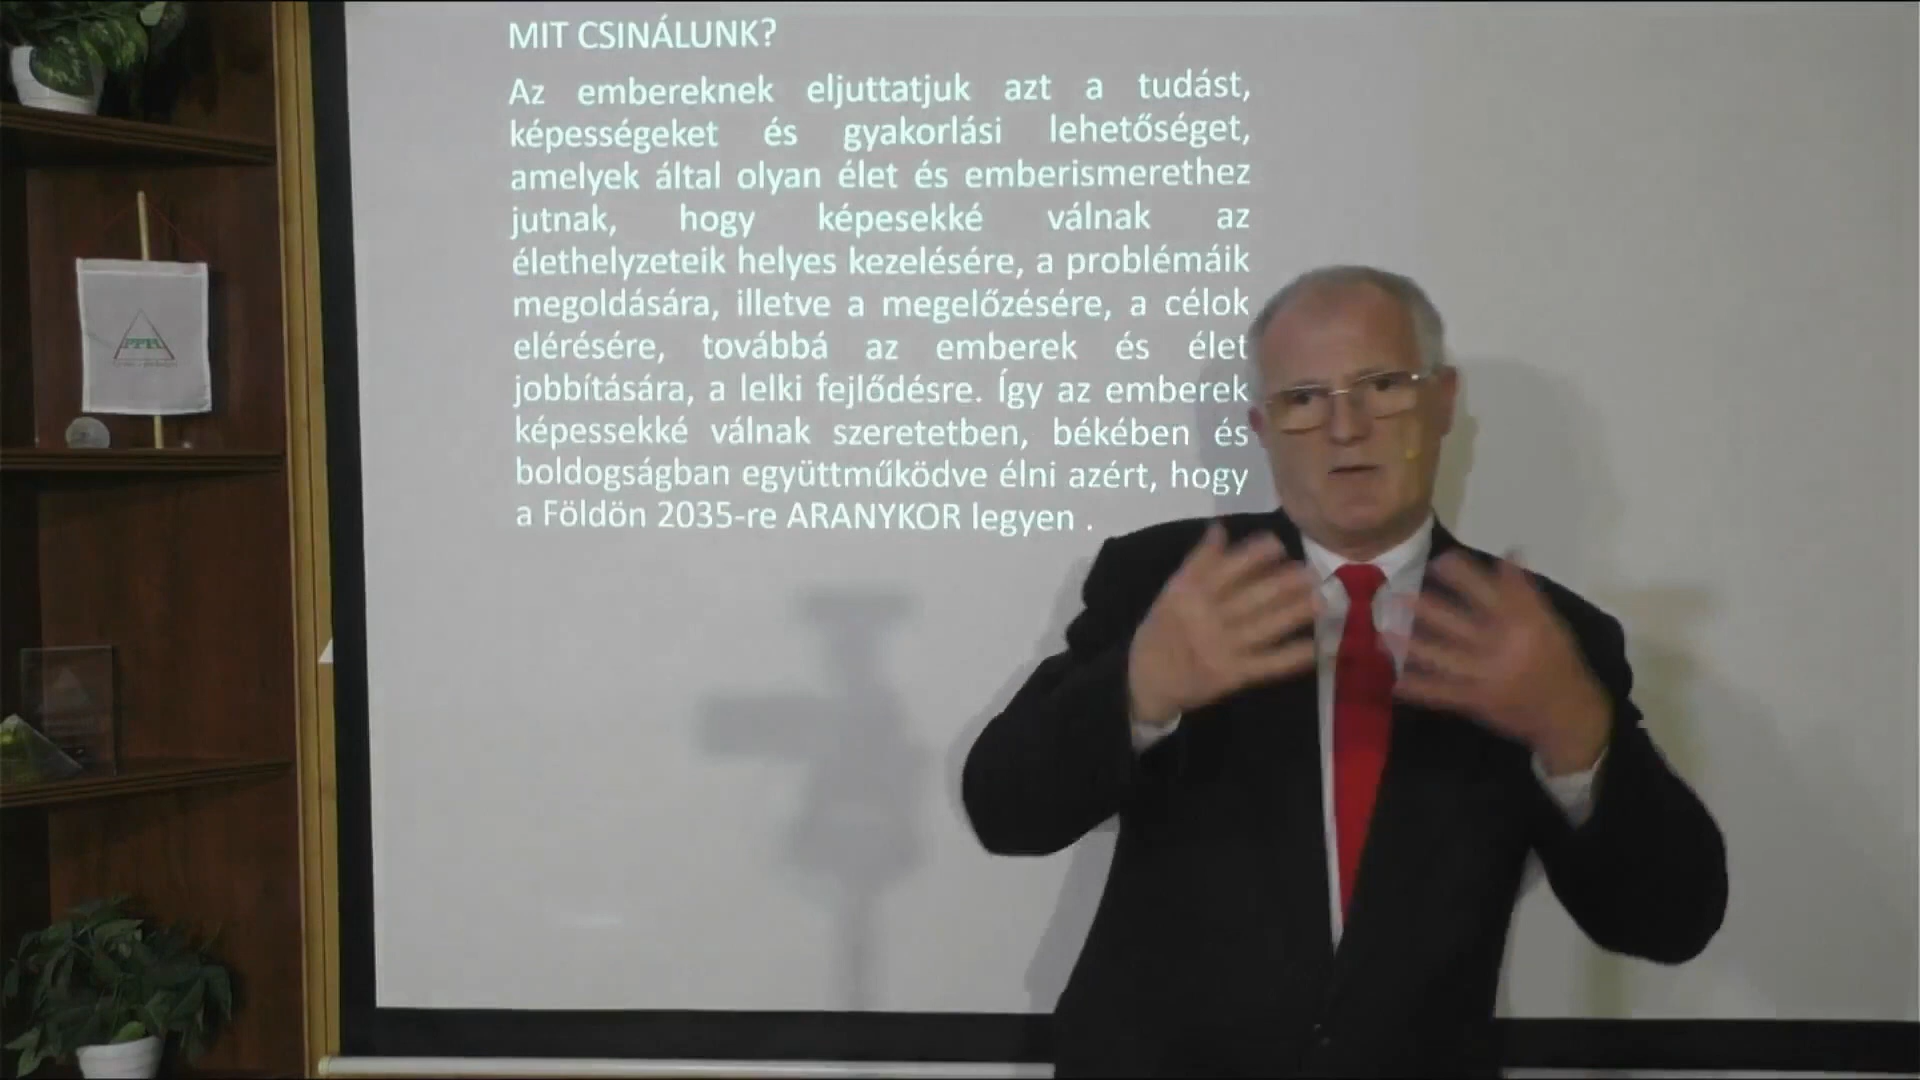 MIT CSINÁLUNK?
Az embereknek eljuttatjuk azt a tudást,
képességeket és gyakorlási lehetőséget,
amelyek által olyan élet és emberismerethez
jutnak, hogy képesekké válnak az
élethelyzeteik helyes kezelésére, a problémáik
megoldására, illetve a megelőzésére, a célok
elérésére, továbbá az emberek és élet
jobbítására, a lelki fejlődésre. Így az emberek
képessekké válnak szeretetben, békében és
boldogságban együttműködve élni azért, hogy
a Földön 2035-re ARANYKOR legyen .